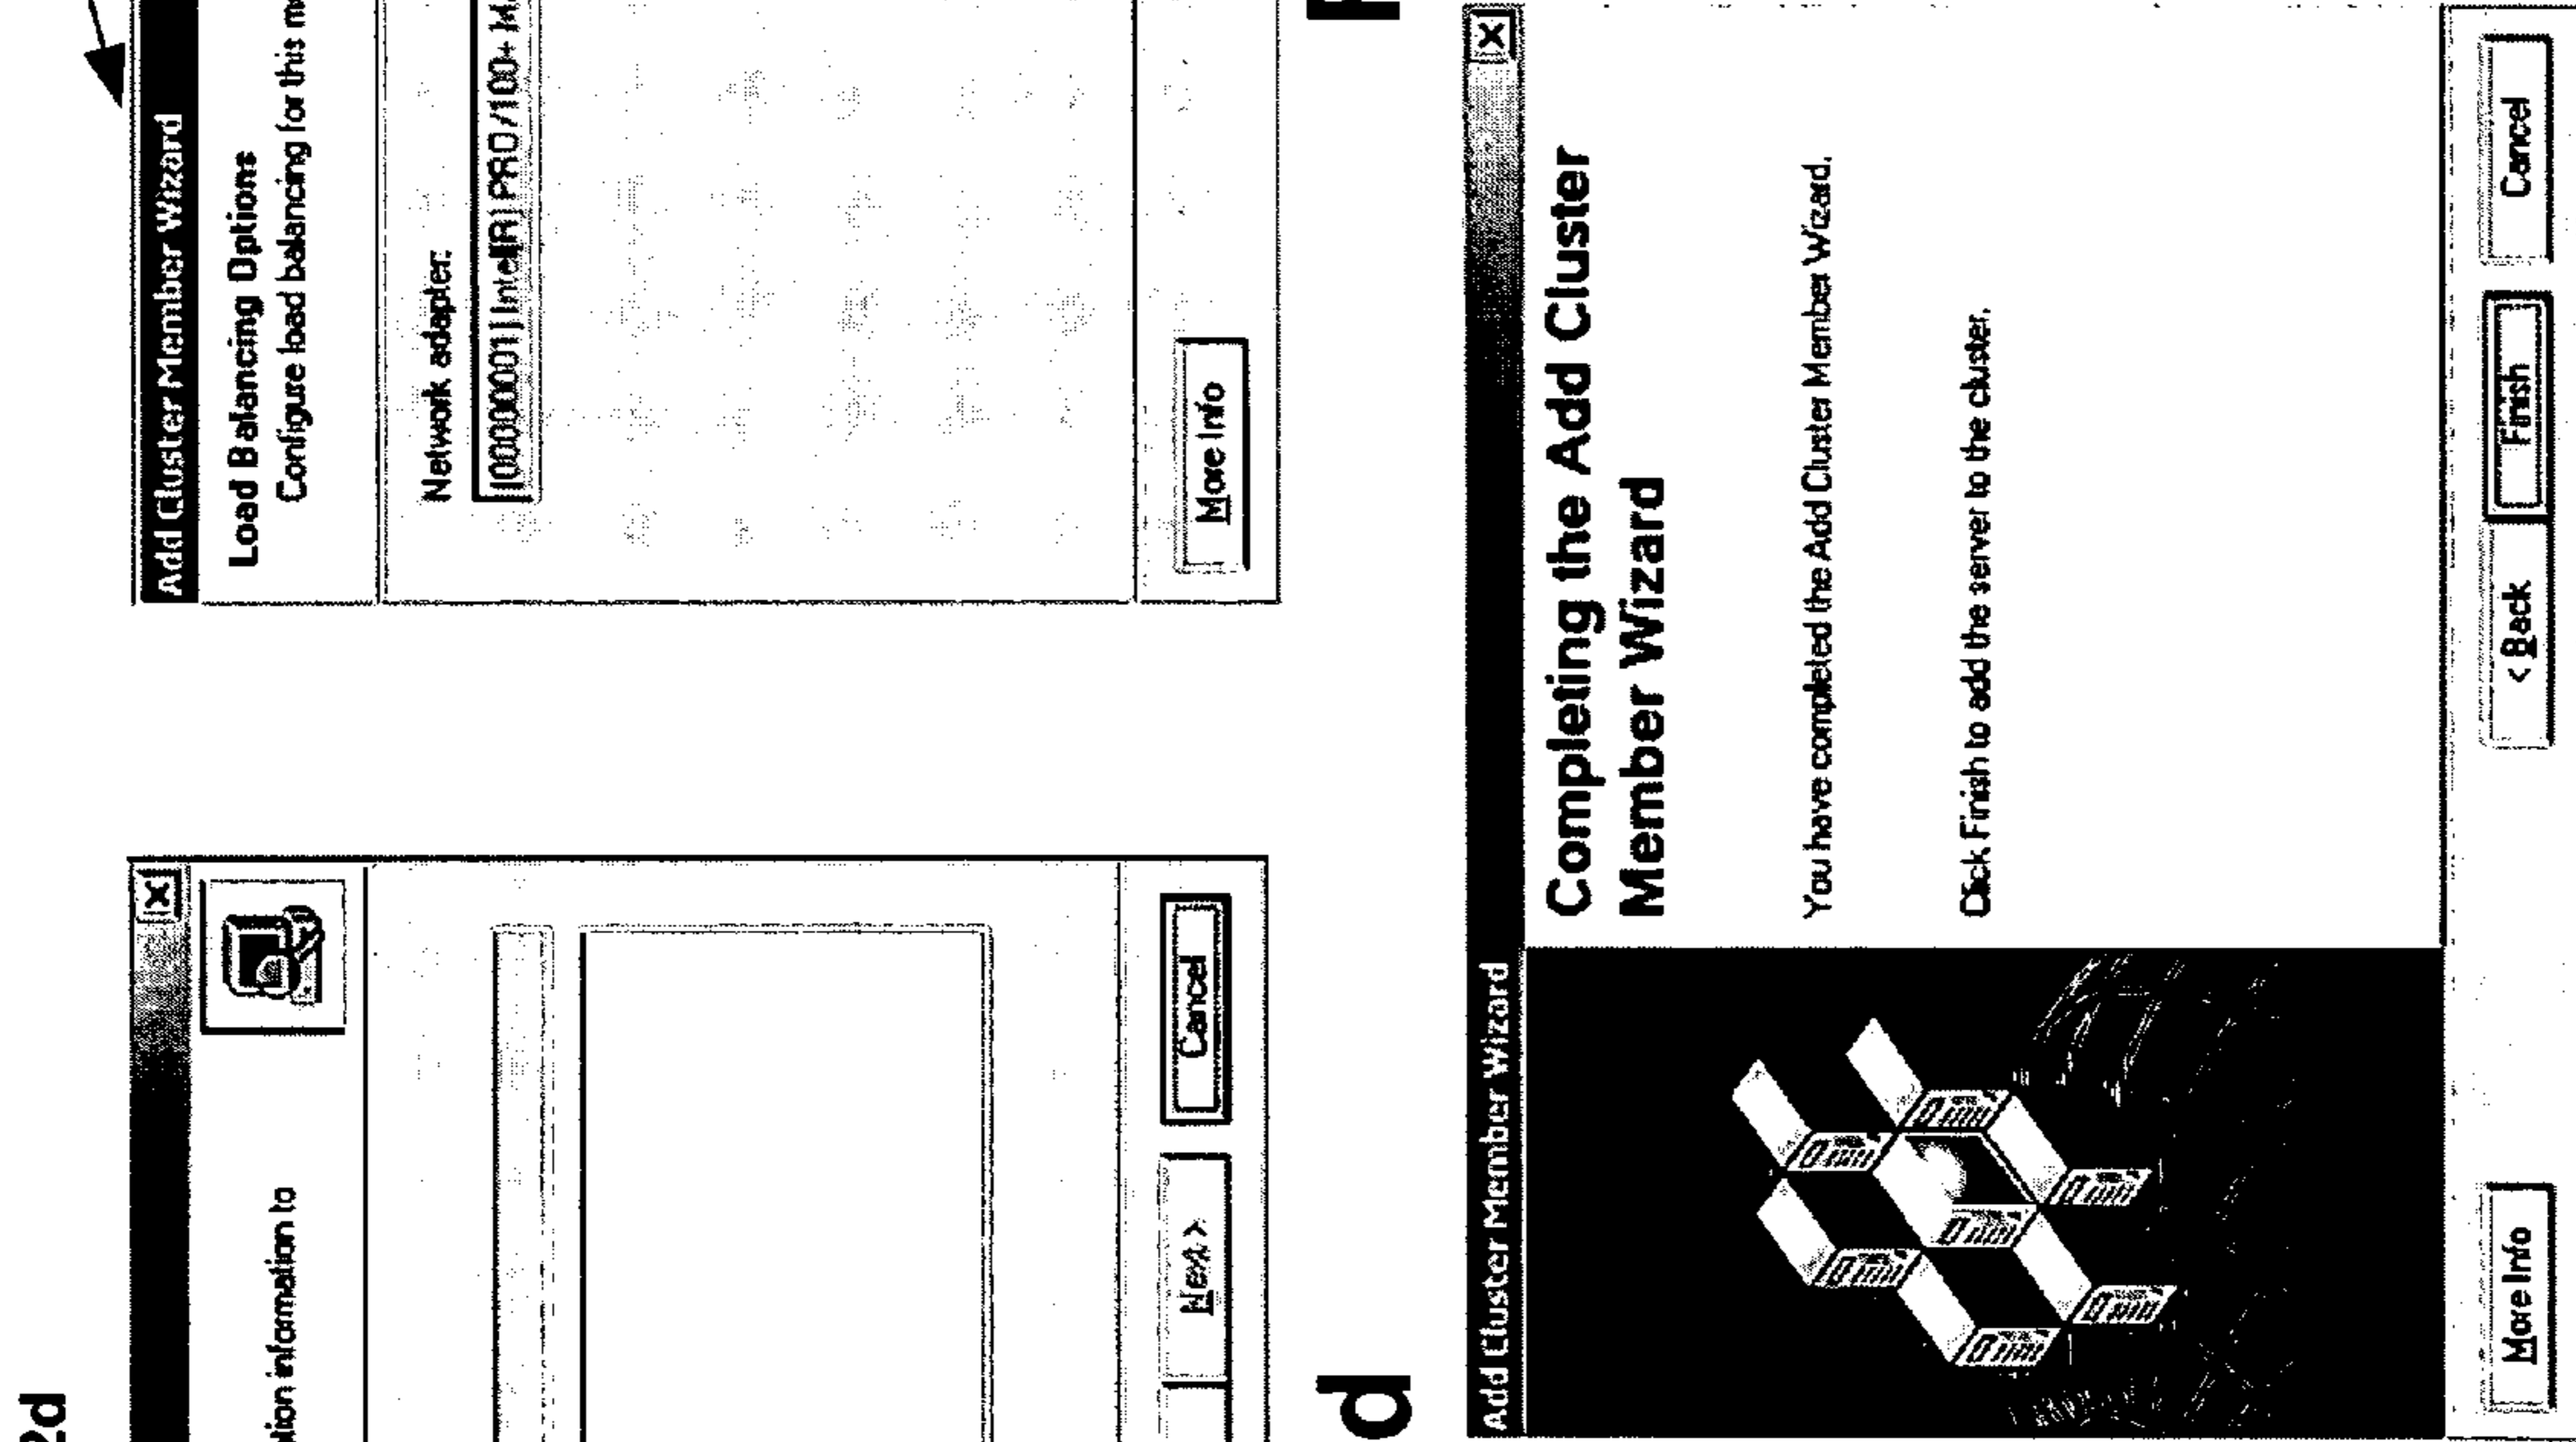 2d
ption information to
Next >
Cancel
Add Cluster Member Wizard
Load Balancing Options
Configure load balancing for this m
Network adapter:
[00000001] Intel(R) PRO/100+ M
More Info
d
Add Cluster Member Wizard
Completing the Add Cluster
Member Wizard
You have completed the Add Cluster Member Wizard.
Click Finish to add the server to the cluster.
More Info
< Back
Finish
Cancel